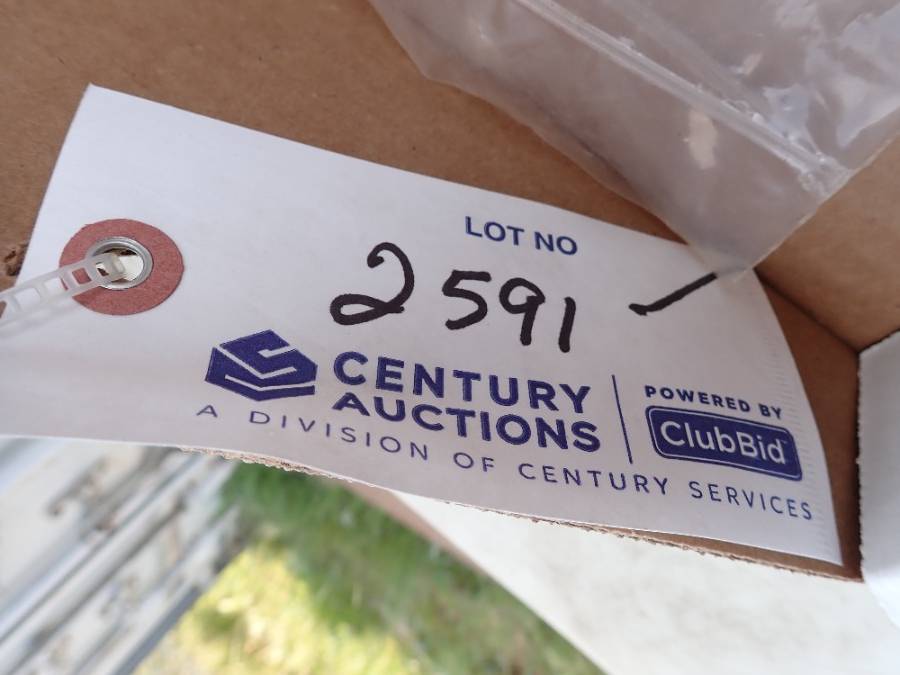 LOT NO
2591
CENTURY
AUCTIONS
A DIVISION OF CENTURY SERVICES
POWERED BY
ClubBid